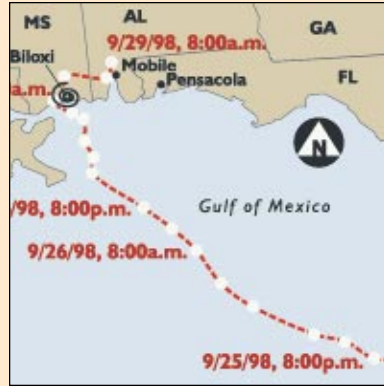 MS
AL
GA
9/29/98, 8:00a.m.
Biloxi
Mobile
Pensacola
FL
a.m.
N
/98, 8:00p.m.
Gulf of Mexico
9/26/98, 8:00a.m.
9/25/98, 8:00p.m.